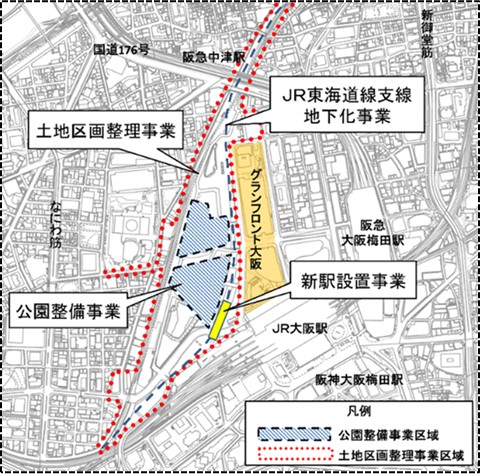 新御堂筋
国道176号
阪急中津駅
JR東海道線支線
地下化事業
土地区画整理事業
グランフロント大阪
なにわ筋
阪急
大阪梅田駅
新駅設置事業
公園整備事業
JR大阪駅
阪神大阪梅田駅
凡例
公園整備事業区域
土地区画整理事業区域